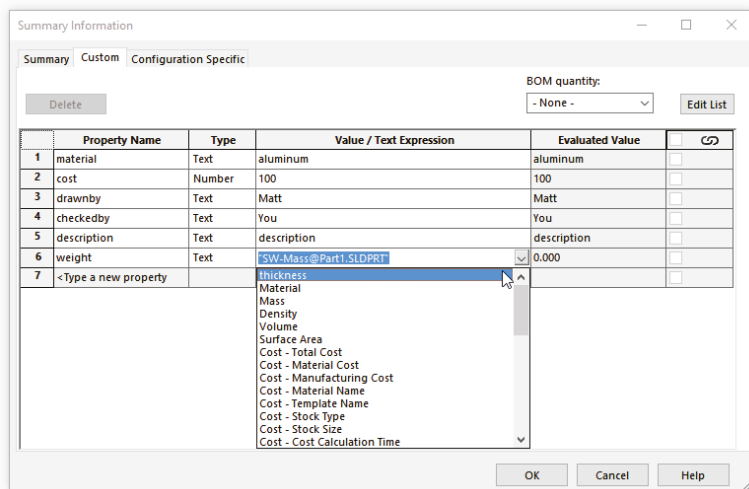 Summary Information
Summary Custom Configuration Specific
BOM quantity:
Delete - None - Edit List
Property Name Type Value / Text Expression Evaluated Value
1 material Text aluminum aluminum
2 cost Number 100 100
3 drawnby Text Matt Matt
4 checkedby Text You You
5 description Text description description
6 weight Text "SW-Mass@Part1.SLDPRT" 0.000
7 <Type a new property
thickness
Material
Mass
Density
Volume
Surface Area
Cost - Total Cost
Cost - Material Cost
Cost - Manufacturing Cost
Cost - Material Name
Cost - Template Name
Cost - Stock Type
Cost - Stock Size
Cost - Cost Calculation Time
OK Cancel Help